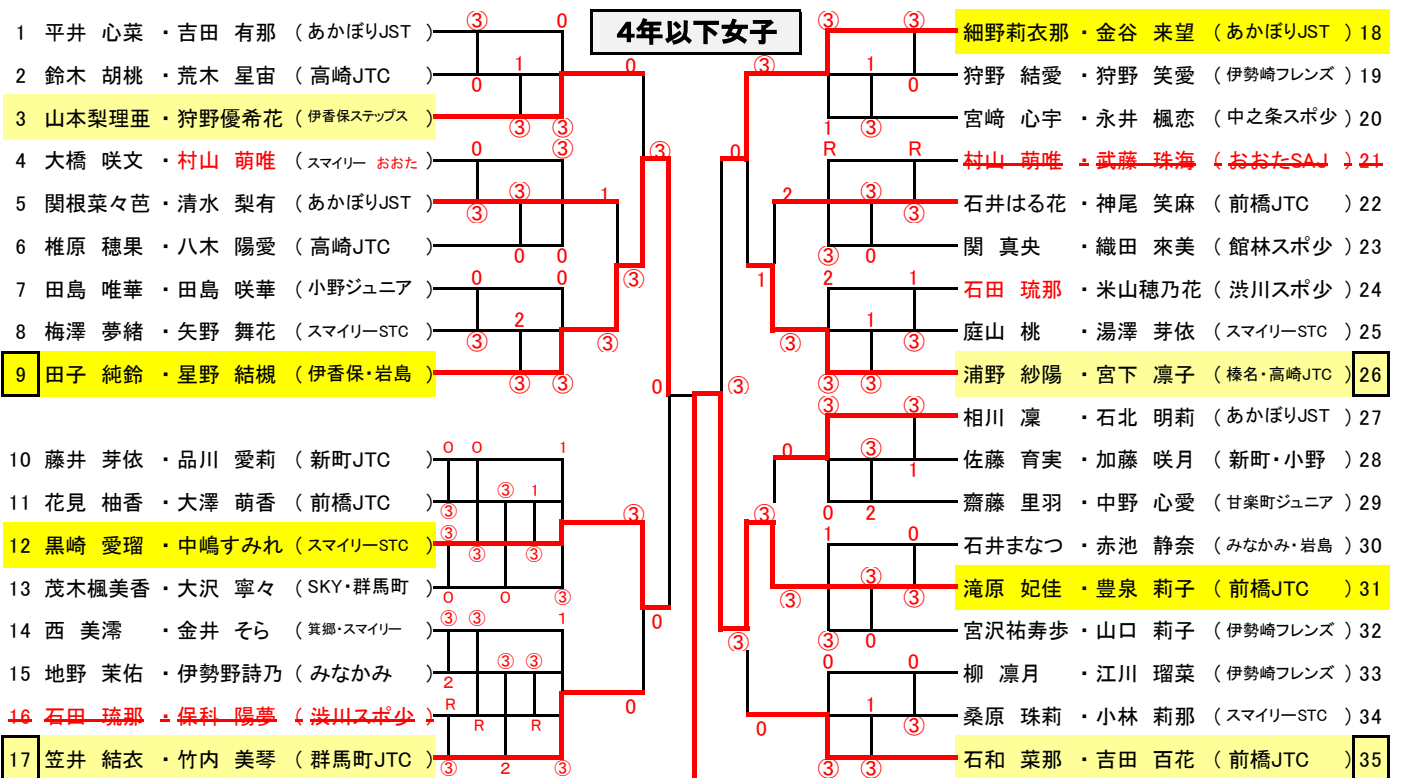 4年以下女子
1 平井 心菜 ・吉田 有那 (あかぼりJST )
2 鈴木 胡桃 ・荒木 星宙 ( 高崎JTC )
3 山本梨理亜 ・狩野優希花 ( 伊香保ステップス )
4 大橋 咲文 ・村山 萌唯 ( スマイリー おおた )
5 関根菜々芭 ・清水 梨有 (あかぼりJST )
6 椎原 穂果 ・八木 陽愛 ( 高崎JTC )
7 田島 唯華 ・田島 咲華 ( 小野ジュニア )
8 梅澤 夢緒 ・矢野 舞花 ( スマイリーSTC )
9 田子 純鈴 ・星野 結槻 ( 伊香保・岩島 )
10 藤井 芽依 ・品川 愛莉 ( 新町JTC )
11 花見 柚香 ・大澤 萌香 ( 前橋JTC )
12 黒崎 愛瑠 ・中嶋すみれ ( スマイリーSTC )
13 茂木楓美香 ・大沢 寧々 ( SKY・群馬町 )
14 西 美澪 ・金井 そら ( 箕郷・スマイリー )
15 地野 茉佑 ・伊勢野詩乃 ( みなかみ )
16 石田 琉那 ・保科 陽夢 ( 渋川スポ少 )
17 笠井 結衣 ・竹内 美琴 ( 群馬町JTC )
細野莉衣那 ・金谷 来望 (あかぼりJST ) 18
狩野 結愛 ・狩野 笑愛 ( 伊勢崎フレンズ ) 19
宮﨑 心宇 ・永井 楓恋 ( 中之条スポ少 ) 20
村山 萌唯 ・武藤 珠海 ( おおたSAJ ) 21
石井はる花 ・神尾 笑麻 ( 前橋JTC ) 22
関 真央 ・織田 來美 ( 館林スポ少 ) 23
石田 琉那 ・米山穂乃花 ( 渋川スポ少 ) 24
庭山 桃 ・湯澤 芽依 ( スマイリーSTC ) 25
浦野 紗陽 ・宮下 凛子 ( 榛名・高崎JTC ) 26
相川 凜 ・石北 明莉 (あかぼりJST ) 27
佐藤 育実 ・加藤 咲月 ( 新町・小野 ) 28
齋藤 里羽 ・中野 心愛 ( 甘楽町ジュニア ) 29
石井まなつ ・赤池 静奈 ( みなかみ・岩島 ) 30
滝原 妃佳 ・豊泉 莉子 ( 前橋JTC ) 31
宮沢祐寿歩 ・山口 莉子 ( 伊勢崎フレンズ ) 32
柳 凛月 ・江川 瑠菜 ( 伊勢崎フレンズ ) 33
桑原 珠莉 ・小林 莉那 ( スマイリーSTC ) 34
石和 菜那 ・吉田 百花 ( 前橋JTC ) 35